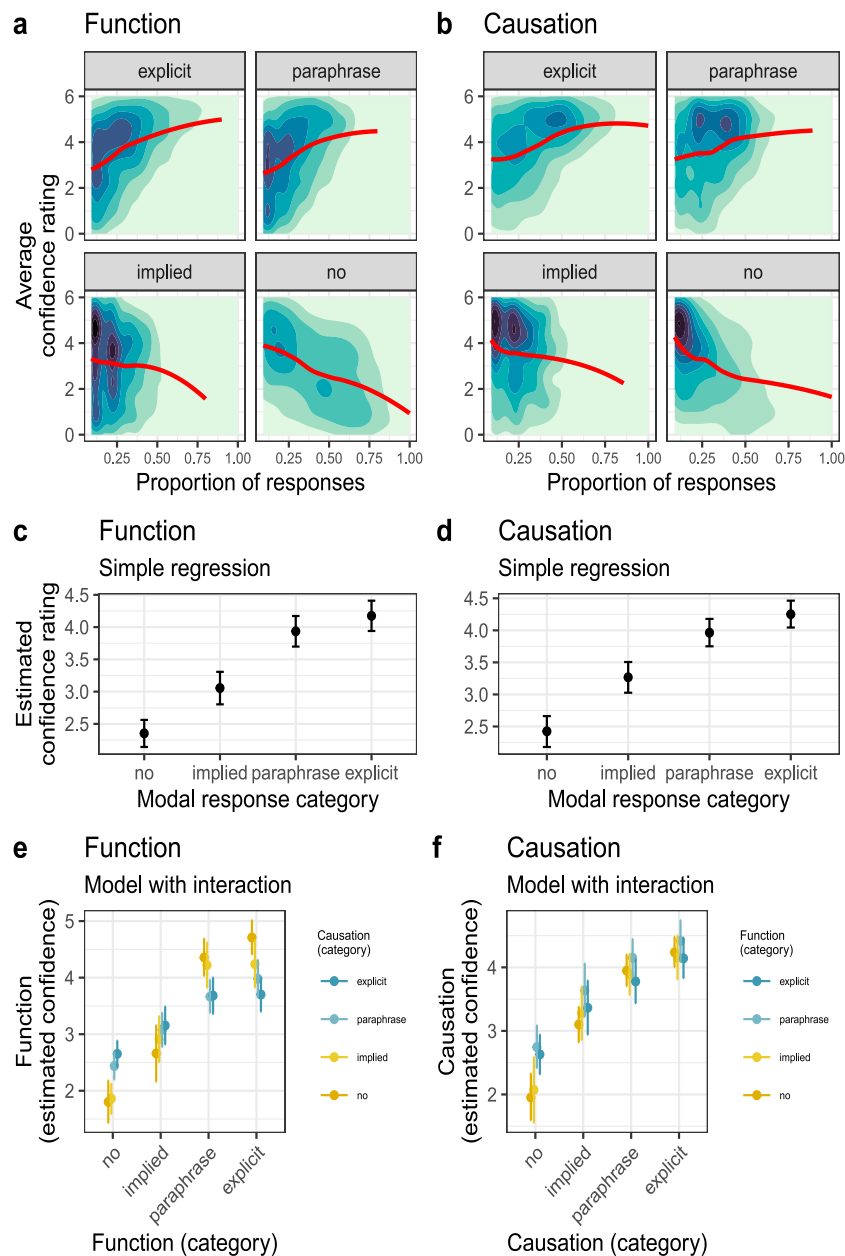 a Function
b Causation
explicit
paraphrase
explicit
paraphrase
6
4
2
0
6
4
2
0
Average
confidence rating
implied
no
implied
no
6
4
2
0
6
4
2
0
0.25 0.50 0.75 1.00
0.25 0.50 0.75 1.00
0.25 0.50 0.75 1.00
0.25 0.50 0.75 1.00
Proportion of responses
Proportion of responses
c Function
Simple regression
4.5
4.0
3.5
3.0
2.5
Estimated
confidence rating
no implied paraphrase explicit
Modal response category
d Causation
Simple regression
4.5
4.0
3.5
3.0
2.5
no implied paraphrase explicit
Modal response category
e Function
Model with interaction
5
4
3
2
Function
(estimated confidence)
no
implied
paraphrase
explicit
Function (category)
Causation
(category)
explicit
paraphrase
implied
no
f Causation
Model with interaction
4
3
2
Causation
(estimated confidence)
no
implied
paraphrase
explicit
Causation (category)
Function
(category)
explicit
paraphrase
implied
no